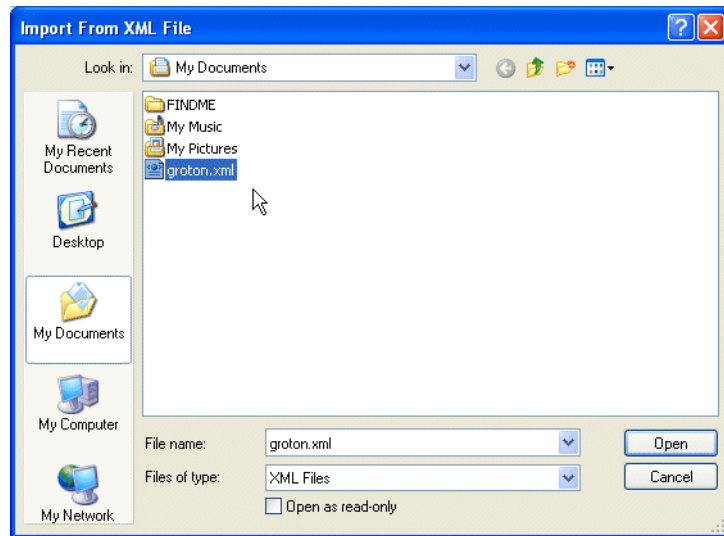 Import From XML File
Look in: My Documents
FINDME
My Music
My Pictures
groton.xml
My Recent
Documents
Desktop
My Documents
My Computer
My Network
File name: groton.xml Open
Files of type: XML Files Cancel
Open as read-only